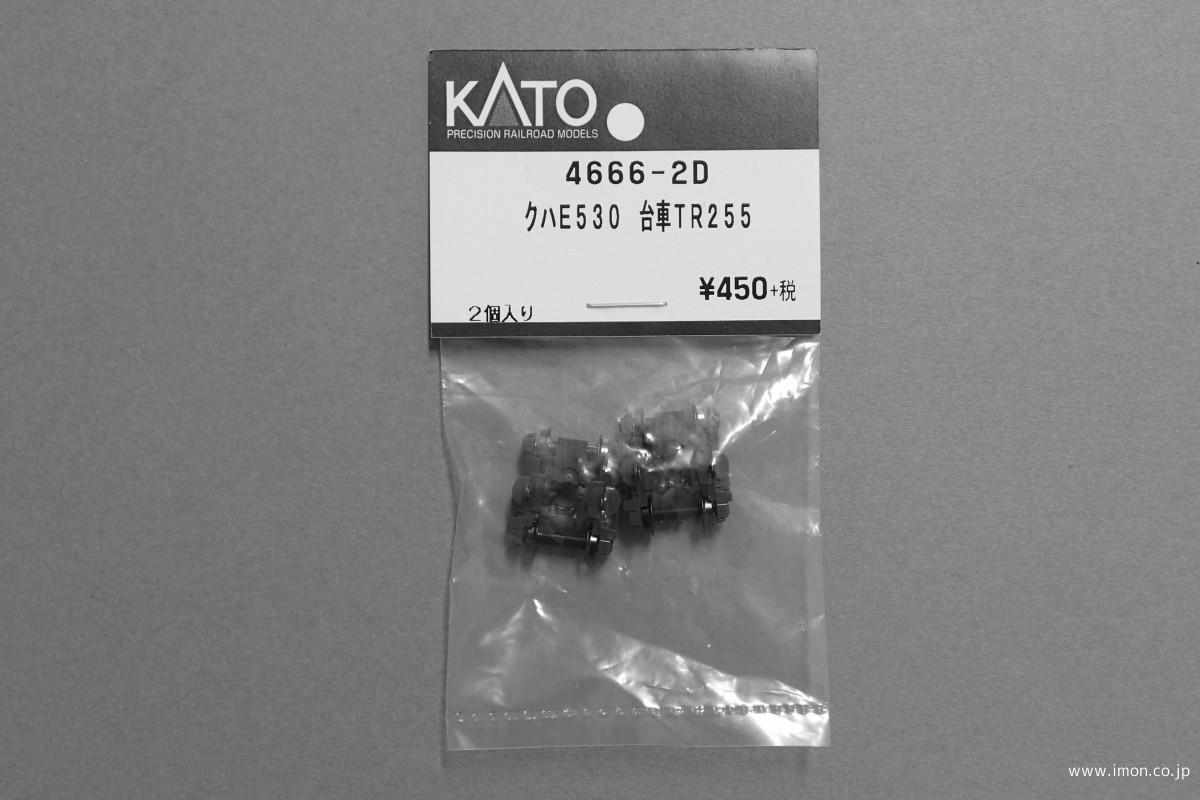 KATO
PRECISION RAILROAD MODELS
4666-2D
クハE530 台車TR255
¥450+税
2個入り
www.imon.co.jp